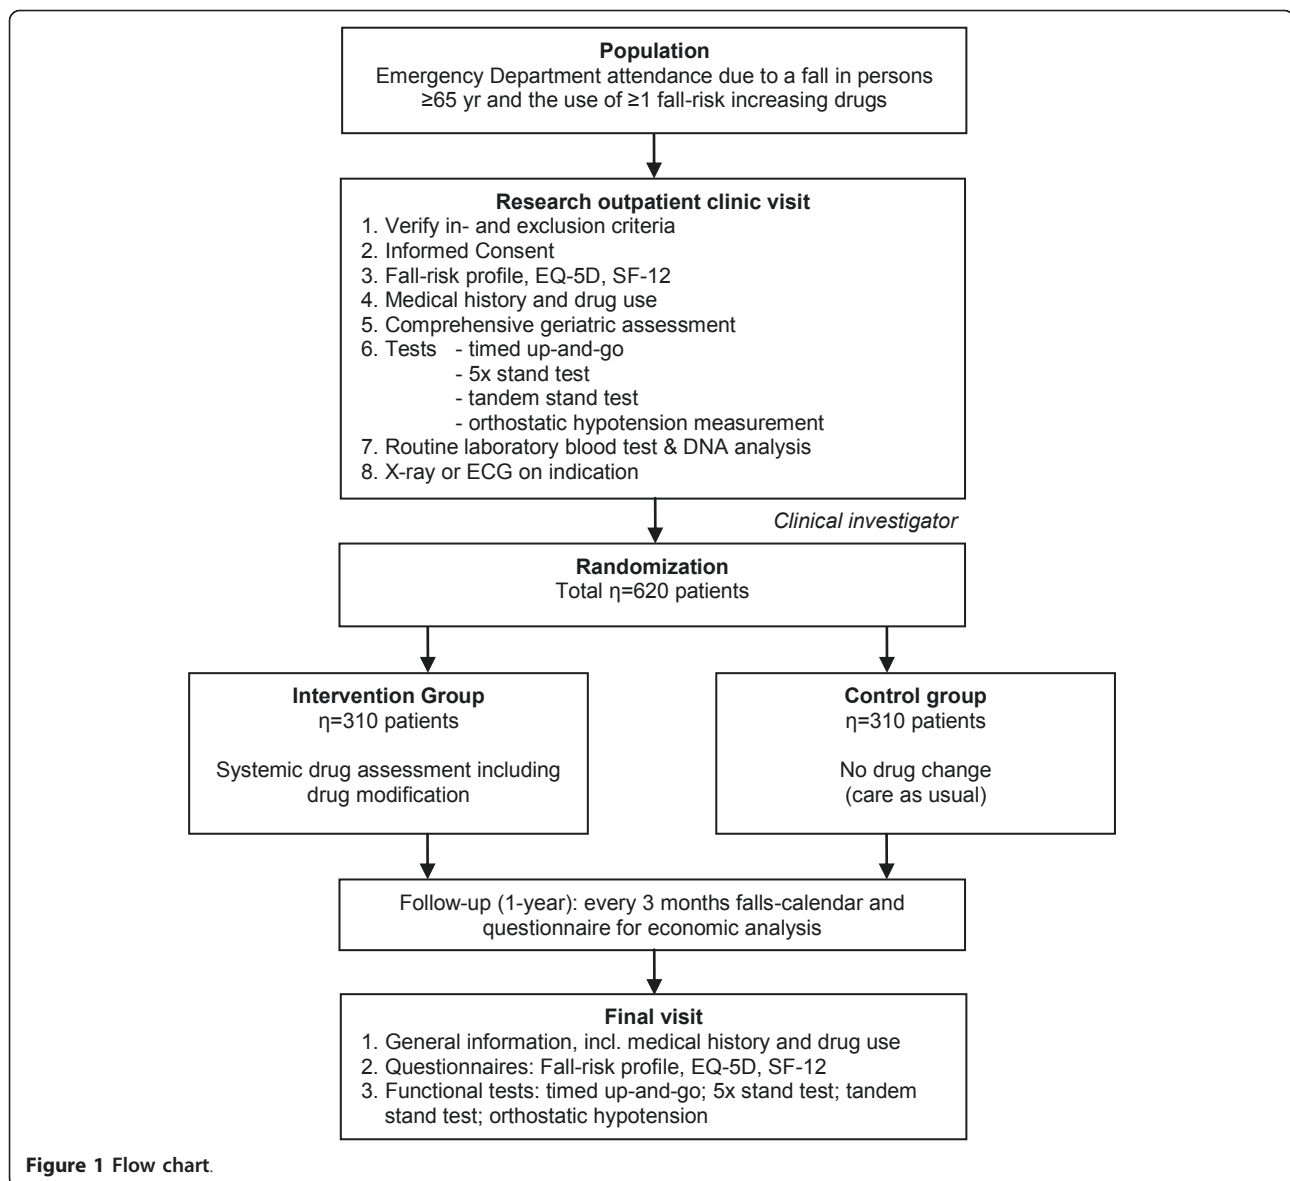 Population
Emergency Department attendance due to a fall in persons
≥65 yr and the use of ≥1 fall-risk increasing drugs
Research outpatient clinic visit
1. Verify in- and exclusion criteria
2. Informed Consent
3. Fall-risk profile, EQ-5D, SF-12
4. Medical history and drug use
5. Comprehensive geriatric assessment
6. Tests - timed up-and-go
- 5x stand test
- tandem stand test
- orthostatic hypotension measurement
7. Routine laboratory blood test & DNA analysis
8. X-ray or ECG on indication
Clinical investigator
Randomization
Total η=620 patients
Intervention Group
η=310 patients
Systemic drug assessment including
drug modification
Control group
η=310 patients
No drug change
(care as usual)
Follow-up (1-year): every 3 months falls-calendar and
questionnaire for economic analysis
Final visit
1. General information, incl. medical history and drug use
2. Questionnaires: Fall-risk profile, EQ-5D, SF-12
3. Functional tests: timed up-and-go; 5x stand test; tandem
stand test; orthostatic hypotension
Figure 1 Flow chart.